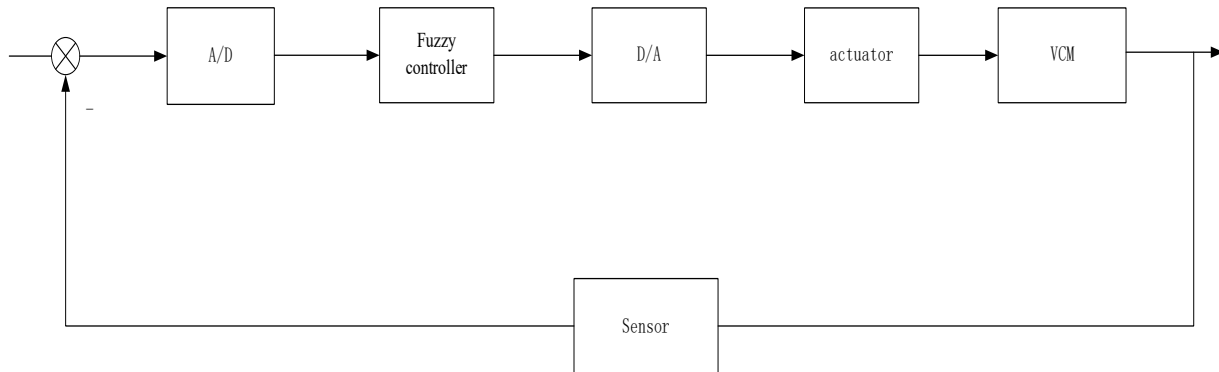 A/D
Fuzzy
controller
D/A
actuator
VCM
–
Sensor